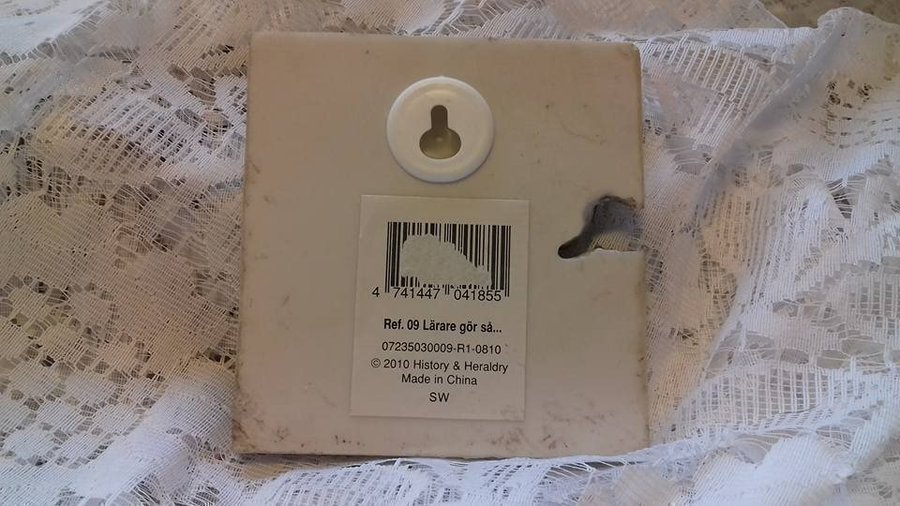 4 741447 041855
Ref. 09 Lärare gör så...
07235030009-R1-0810
© 2010 History & Heraldry
Made in China
SW